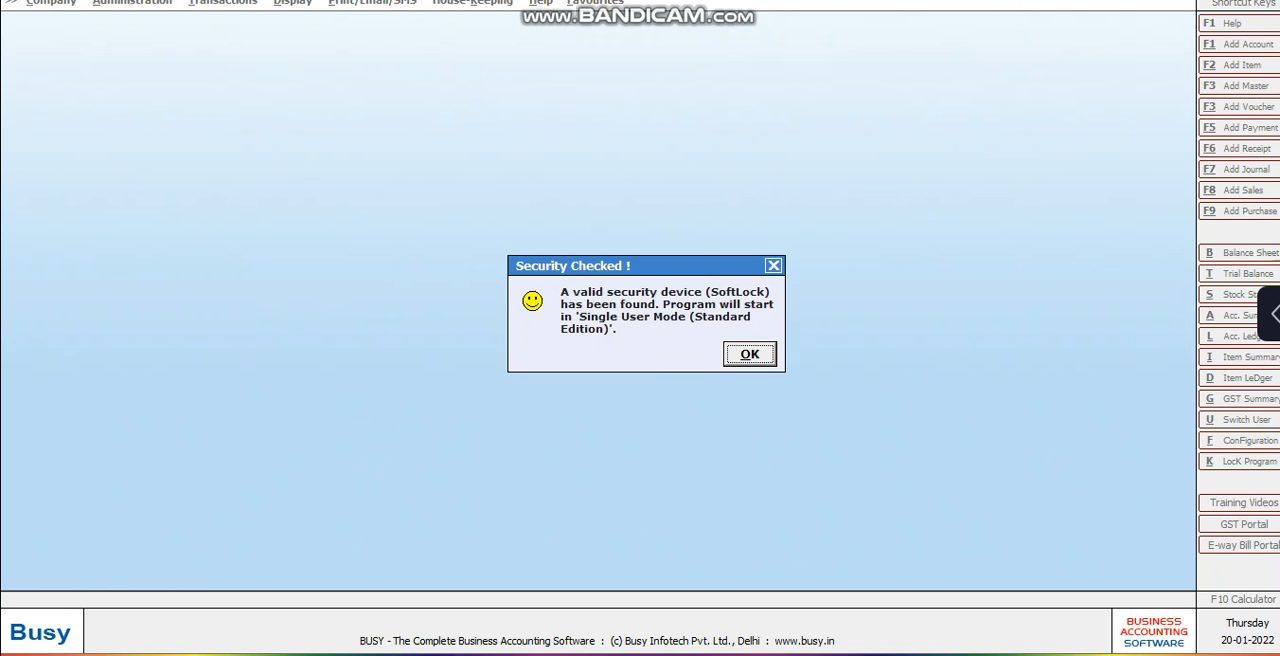 >> Company Administration Transactions Display Print/Email/SMS House-Keeping Help Favourites
www.BANDICAM.COM
Shortcut Keys
F1 Help
F1 Add Account
F2 Add Item
F3 Add Master
F3 Add Voucher
F5 Add Payment
F6 Add Receipt
F7 Add Journal
F8 Add Sales
F9 Add Purchase
B Balance Sheet
T Trial Balance
S Stock St
A Acc. Sum
L Acc. Ledg
I Item Summary
D Item LeDger
G GST Summary
U Switch User
F ConFiguration
K LocK Program
Training Videos
GST Portal
E-way Bill Portal
Security Checked !
A valid security device (SoftLock)
has been found. Program will start
in 'Single User Mode (Standard
Edition)'.
OK
F10 Calculator
Busy
BUSY - The Complete Business Accounting Software : (c) Busy Infotech Pvt. Ltd., Delhi : www.busy.in
BUSINESS
ACCOUNTING
SOFTWARE
Thursday
20-01-2022